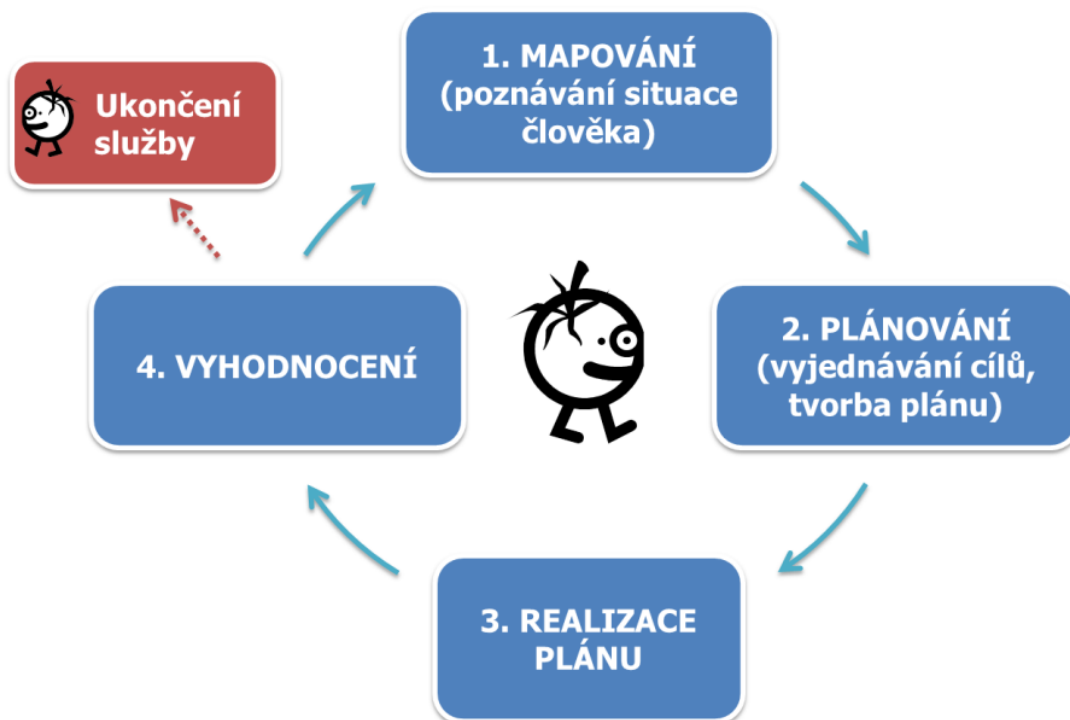 1. MAPOVÁNÍ
(poznávání situace
člověka)
Ukončení
služby
2. PLÁNOVÁNÍ
(vyjednávání cílů,
tvorba plánu)
4. VYHODNOCENÍ
3. REALIZACE
PLÁNU